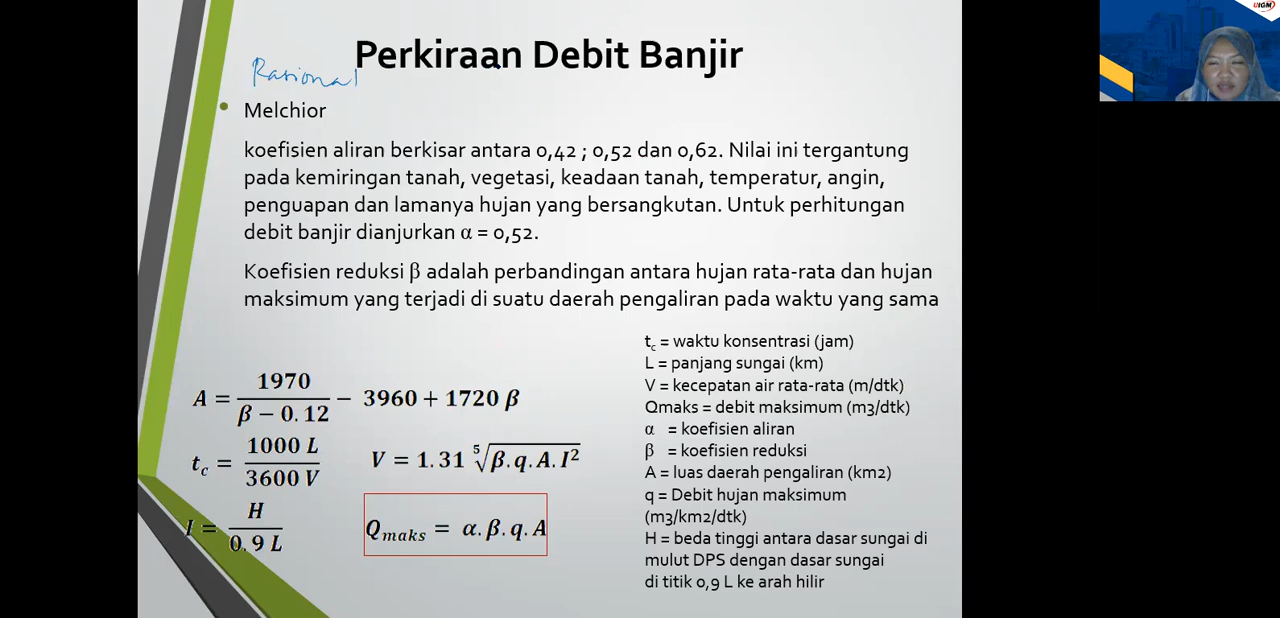 UIGM
Perkiraan Debit Banjir
Rasional
• Melchior
koefisien aliran berkisar antara 0,42 ; 0,52 dan 0,62. Nilai ini tergantung
pada kemiringan tanah, vegetasi, keadaan tanah, temperatur, angin,
penguapan dan lamanya hujan yang bersangkutan. Untuk perhitungan
debit banjir dianjurkan α = 0,52.
Koefisien reduksi β adalah perbandingan antara hujan rata-rata dan hujan
maksimum yang terjadi di suatu daerah pengaliran pada waktu yang sama
A = 1970 / (β − 0.12) − 3960 + 1720 β
t_c = 1000 L / 3600 V
V = 1.31 ⁵√(β.q.A.I²)
I = H / 0.9 L
Q_maks = α.β.q.A
t_c = waktu konsentrasi (jam)
L = panjang sungai (km)
V = kecepatan air rata-rata (m/dtk)
Qmaks = debit maksimum (m3/dtk)
α = koefisien aliran
β = koefisien reduksi
A = luas daerah pengaliran (km2)
q = Debit hujan maksimum
(m3/km2/dtk)
H = beda tinggi antara dasar sungai di
mulut DPS dengan dasar sungai
di titik 0,9 L ke arah hilir